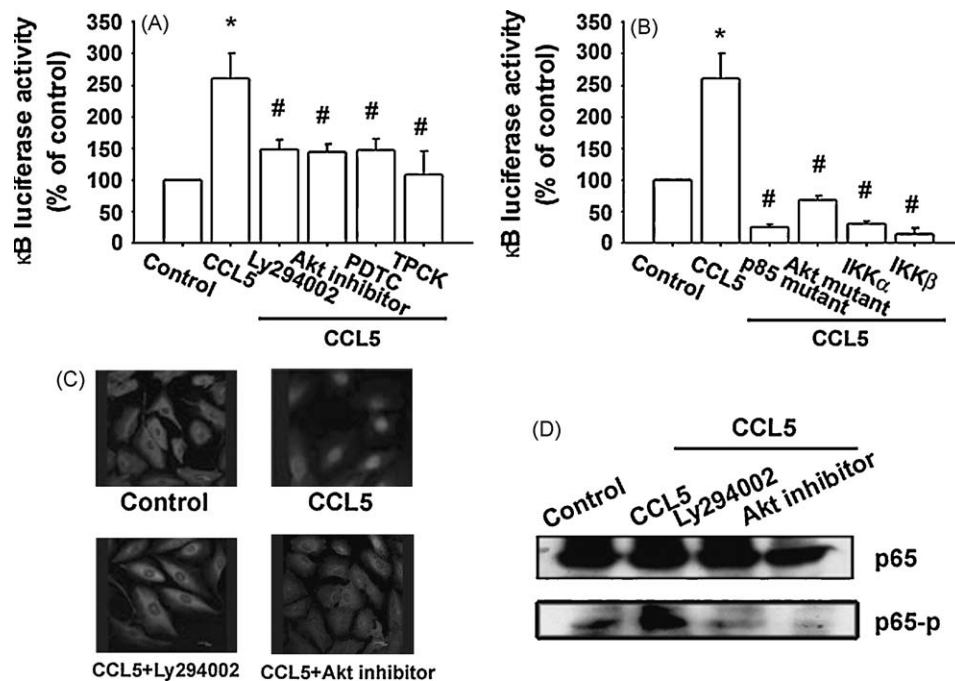 (A)
κB luciferase activity
(% of control)
350
300
250
200
150
100
50
0
*
#
#
#
#
Control
CCL5
Ly294002
Akt inhibitor
PDTC
TPCK
CCL5
(B)
κB luciferase activity
(% of control)
350
300
250
200
150
100
50
0
*
#
#
#
#
Control
CCL5
p85 mutant
Akt mutant
IKKα
IKKβ
CCL5
(C)
Control
CCL5
CCL5+Ly294002
CCL5+Akt inhibitor
(D)
CCL5
Control
CCL5
Ly294002
Akt inhibitor
p65
p65-p